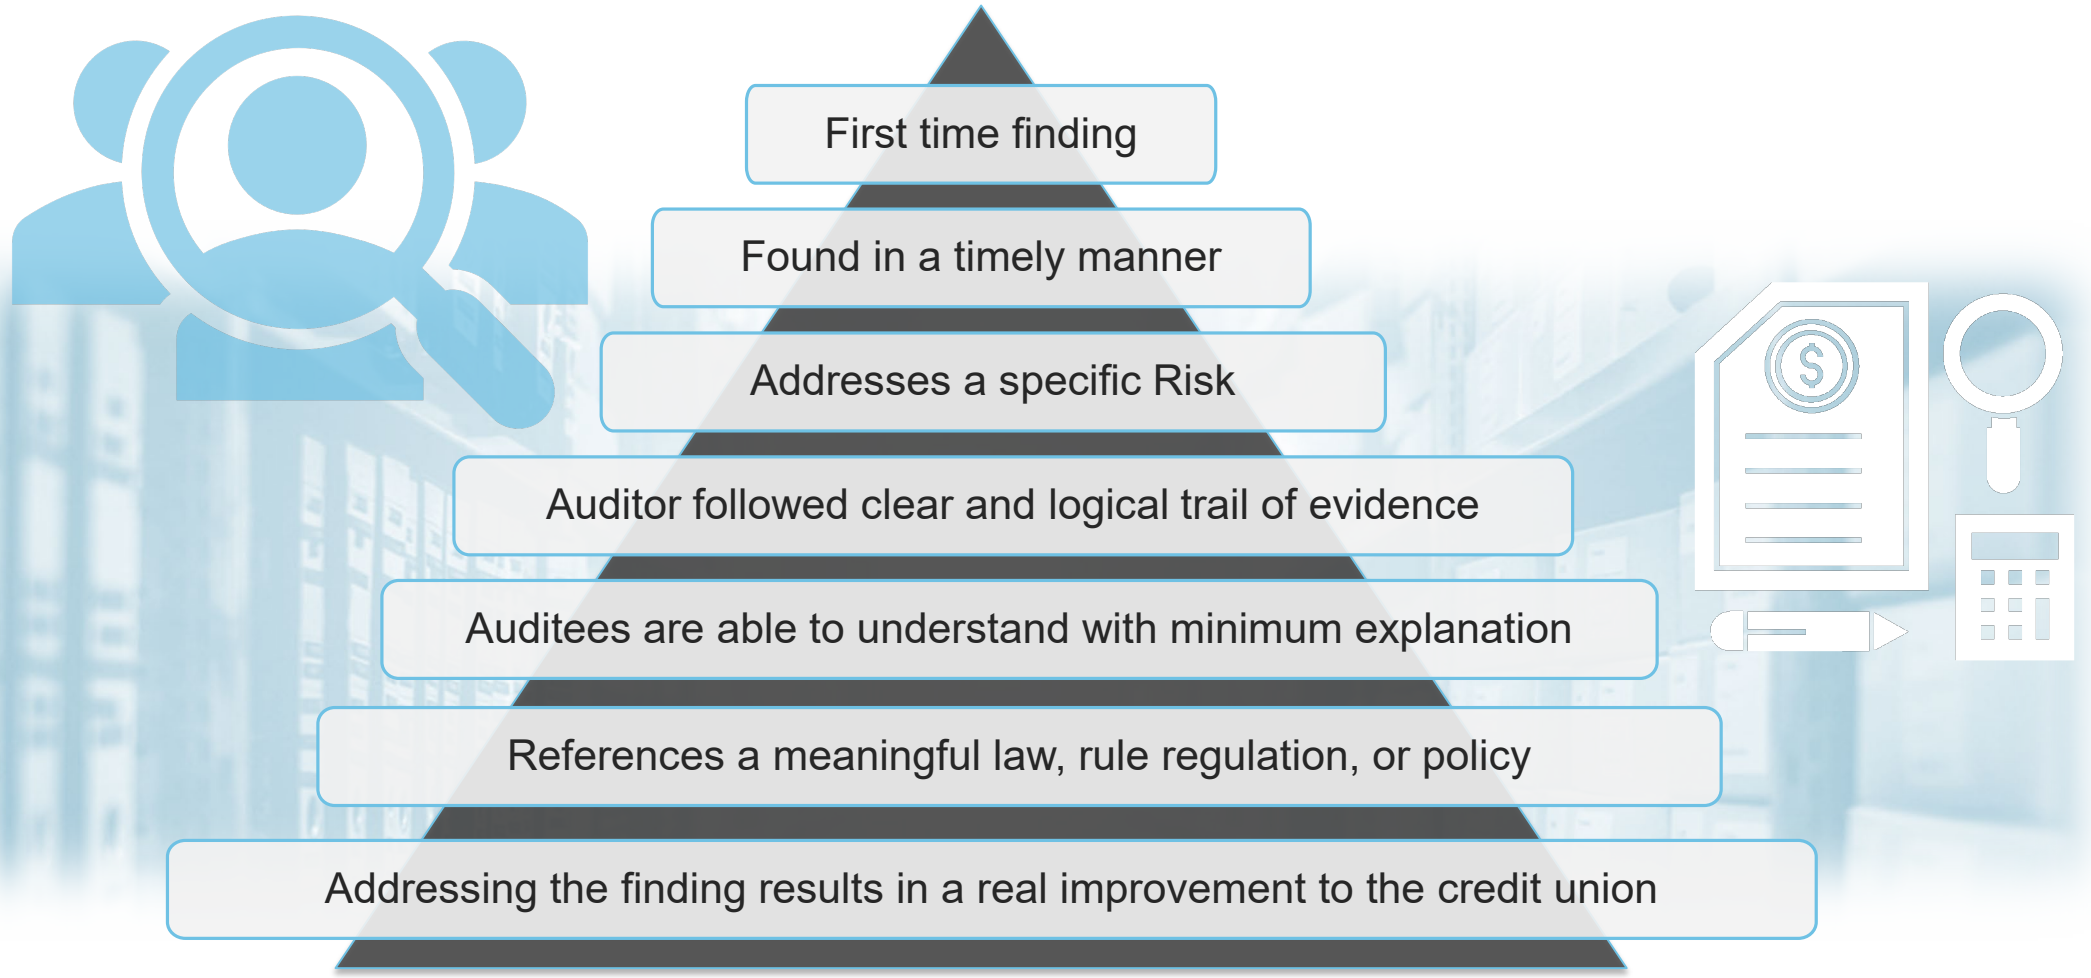 First time finding
Found in a timely manner
Addresses a specific Risk
Auditor followed clear and logical trail of evidence
Auditees are able to understand with minimum explanation
References a meaningful law, rule regulation, or policy
Addressing the finding results in a real improvement to the credit union
$